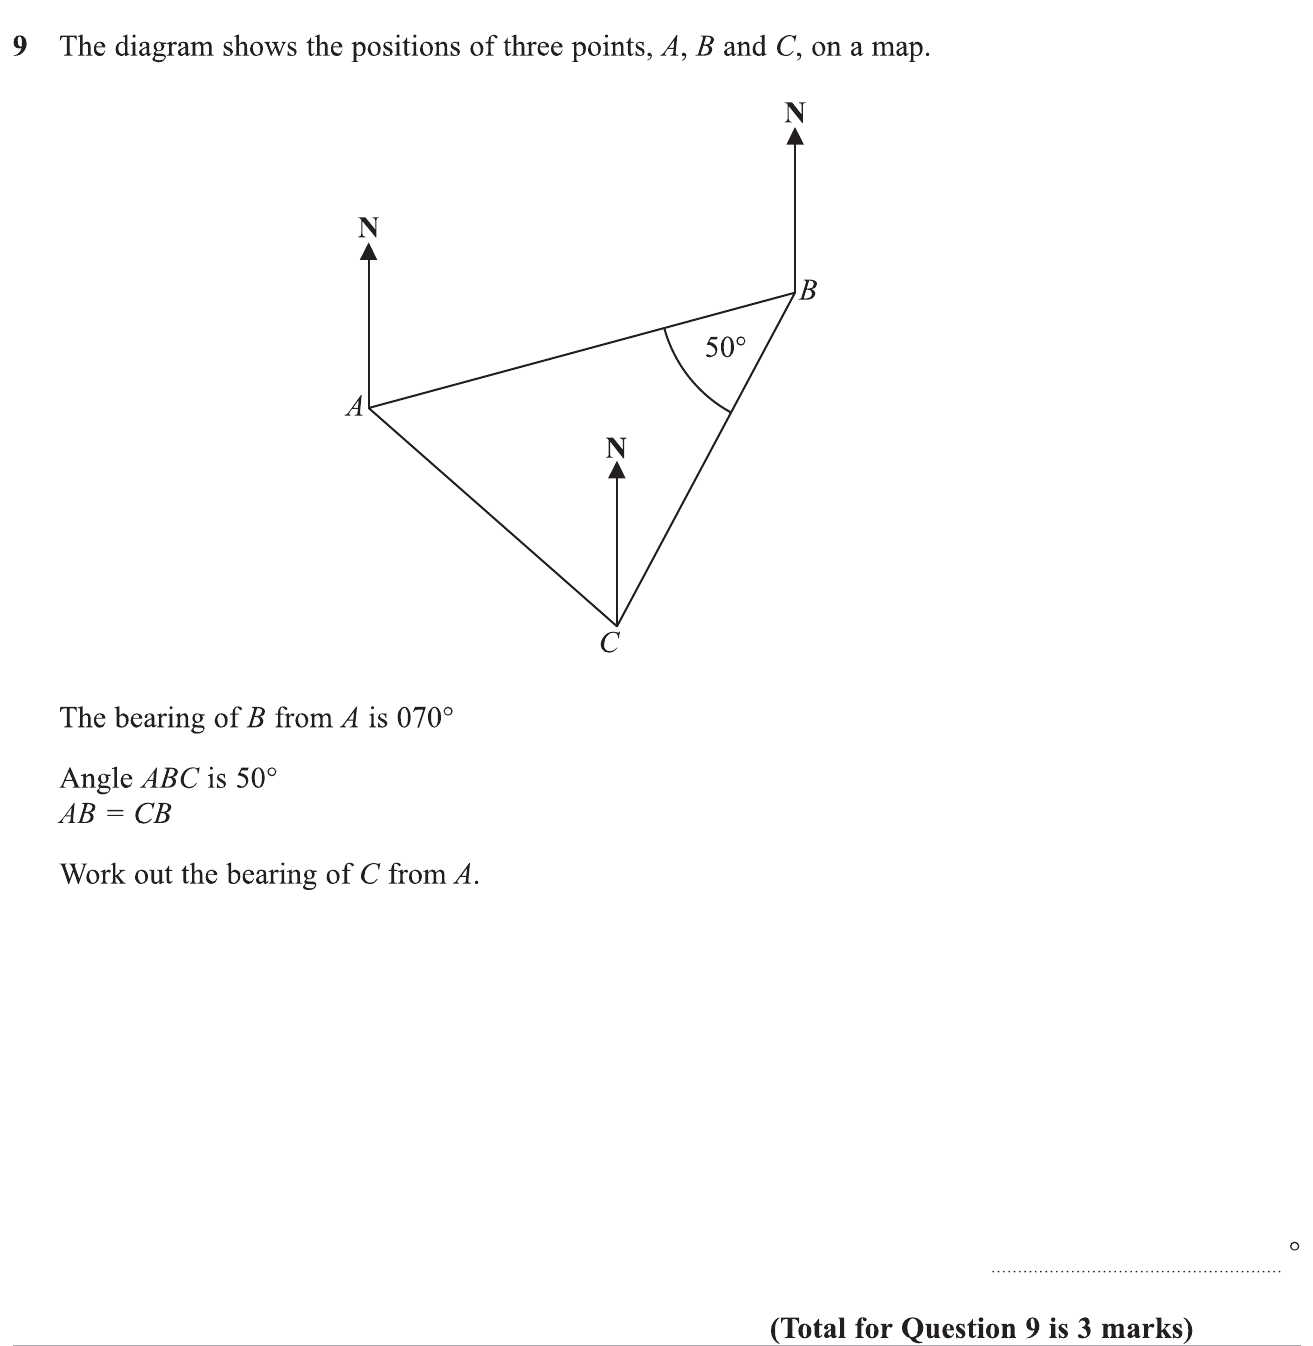 9 The diagram shows the positions of three points, A, B and C, on a map.
N
N
B
50°
A
N
C
The bearing of B from A is 070°
Angle ABC is 50°
AB = CB
Work out the bearing of C from A.
°
(Total for Question 9 is 3 marks)